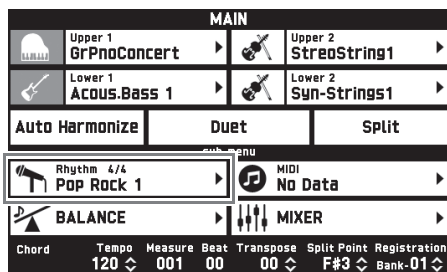 MAIN
Upper 1
GrPnoConcert
Upper 2
StreoString1
Lower 1
Acous.Bass 1
Lower 2
Syn-Strings1
Auto Harmonize
Duet
Split
sub menu
Rhythm 4/4
Pop Rock 1
MIDI
No Data
BALANCE
MIXER
Chord Tempo Measure Beat Transpose Split Point Registration
120 001 00 00 F#3 Bank-01